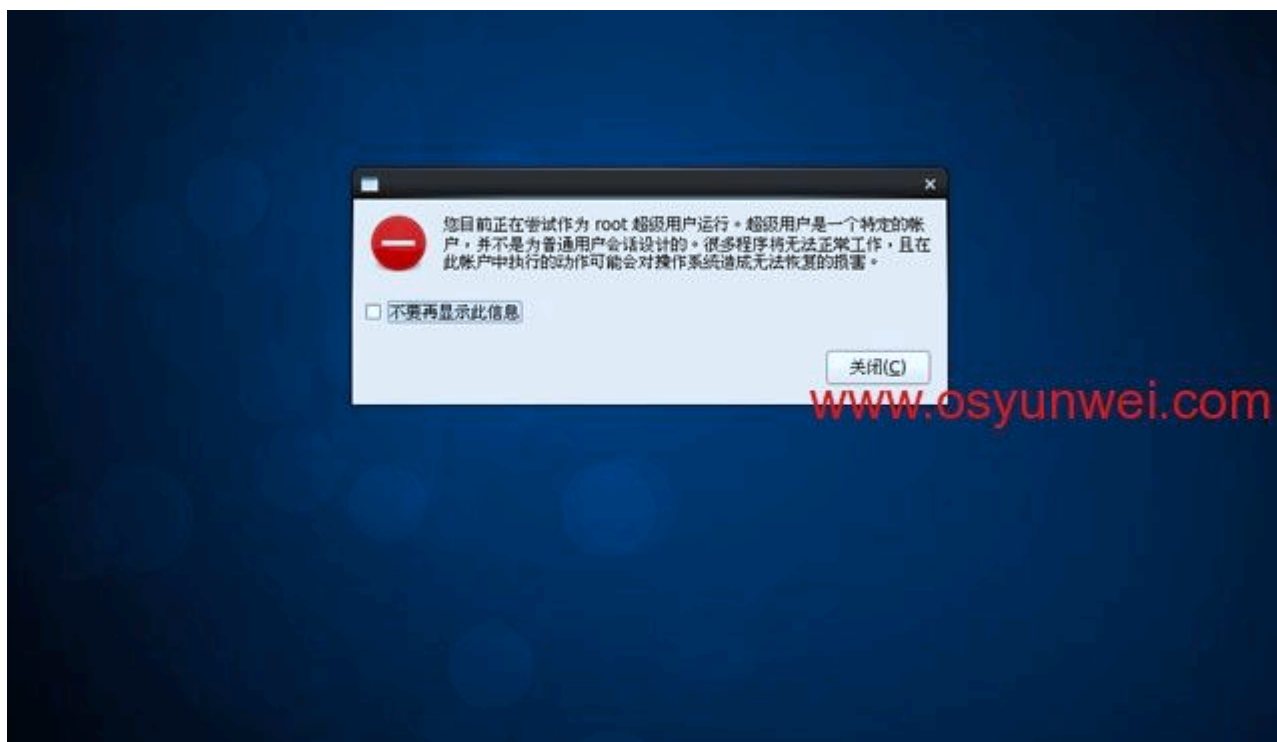 您目前正在尝试作为 root 超级用户运行。超级用户是一个特定的帐
户，并不是为普通用户会话设计的。很多程序将无法正常工作，且在
此帐户中执行的动作可能会对操作系统造成无法恢复的损害。
不要再显示此信息
关闭(C)
www.osyunwei.com